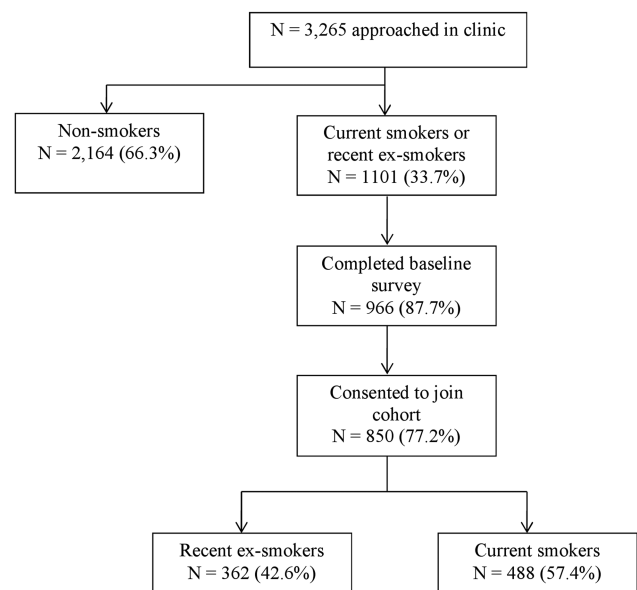 N = 3,265 approached in clinic
Non-smokers
N = 2,164 (66.3%)
Current smokers or
recent ex-smokers
N = 1101 (33.7%)
Completed baseline
survey
N = 966 (87.7%)
Consented to join
cohort
N = 850 (77.2%)
Recent ex-smokers
N = 362 (42.6%)
Current smokers
N = 488 (57.4%)